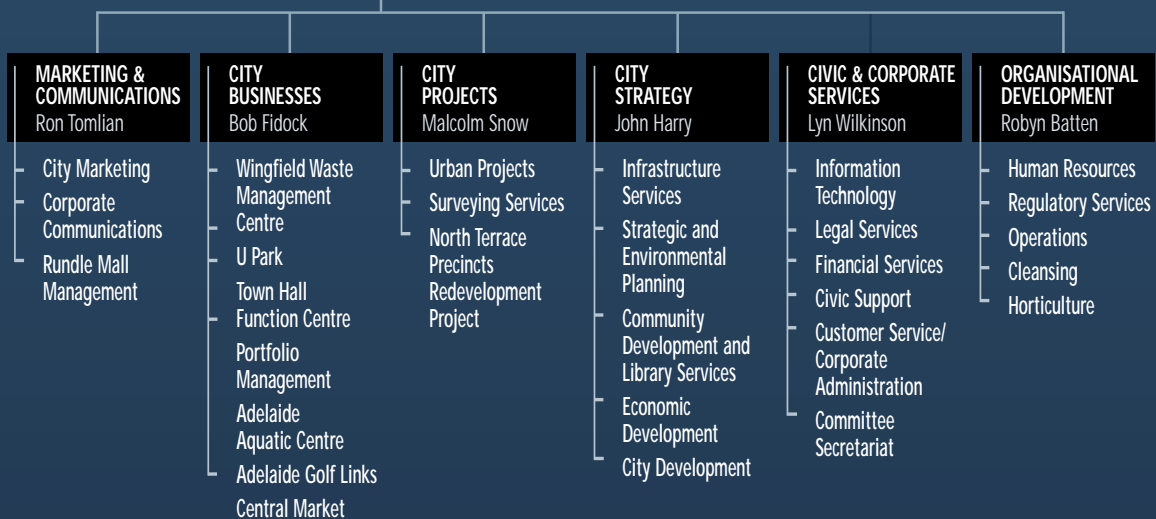 MARKETING &
COMMUNICATIONS
Ron Tomlian
City Marketing
Corporate
Communications
Rundle Mall
Management
CITY
BUSINESSES
Bob Fidock
Wingfield Waste
Management
Centre
U Park
Town Hall
Function Centre
Portfolio
Management
Adelaide
Aquatic Centre
Adelaide Golf Links
Central Market
CITY
PROJECTS
Malcolm Snow
Urban Projects
Surveying Services
North Terrace
Precincts
Redevelopment
Project
CITY
STRATEGY
John Harry
Infrastructure
Services
Strategic and
Environmental
Planning
Community
Development and
Library Services
Economic
Development
City Development
CIVIC & CORPORATE
SERVICES
Lyn Wilkinson
Information
Technology
Legal Services
Financial Services
Civic Support
Customer Service/
Corporate
Administration
Committee
Secretariat
ORGANISATIONAL
DEVELOPMENT
Robyn Batten
Human Resources
Regulatory Services
Operations
Cleansing
Horticulture